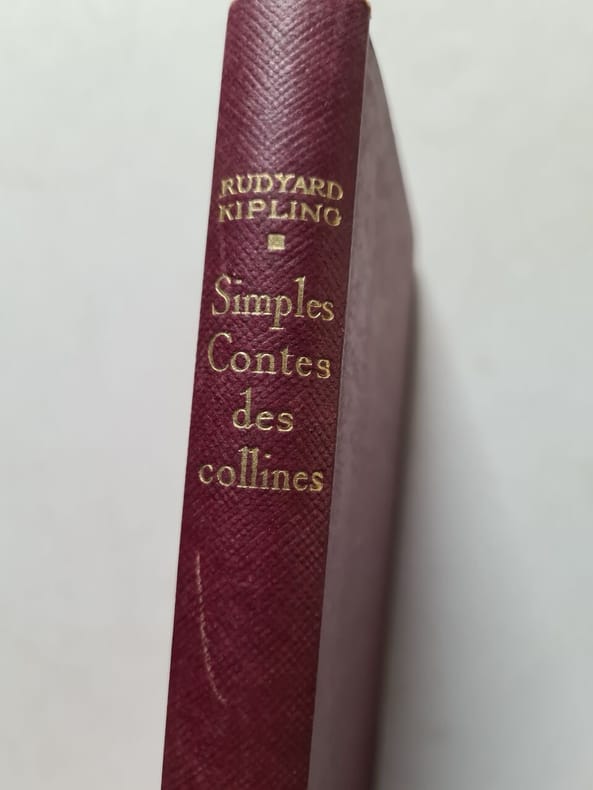 RUDYARD
KIPLING
Simples
Contes
des
collines